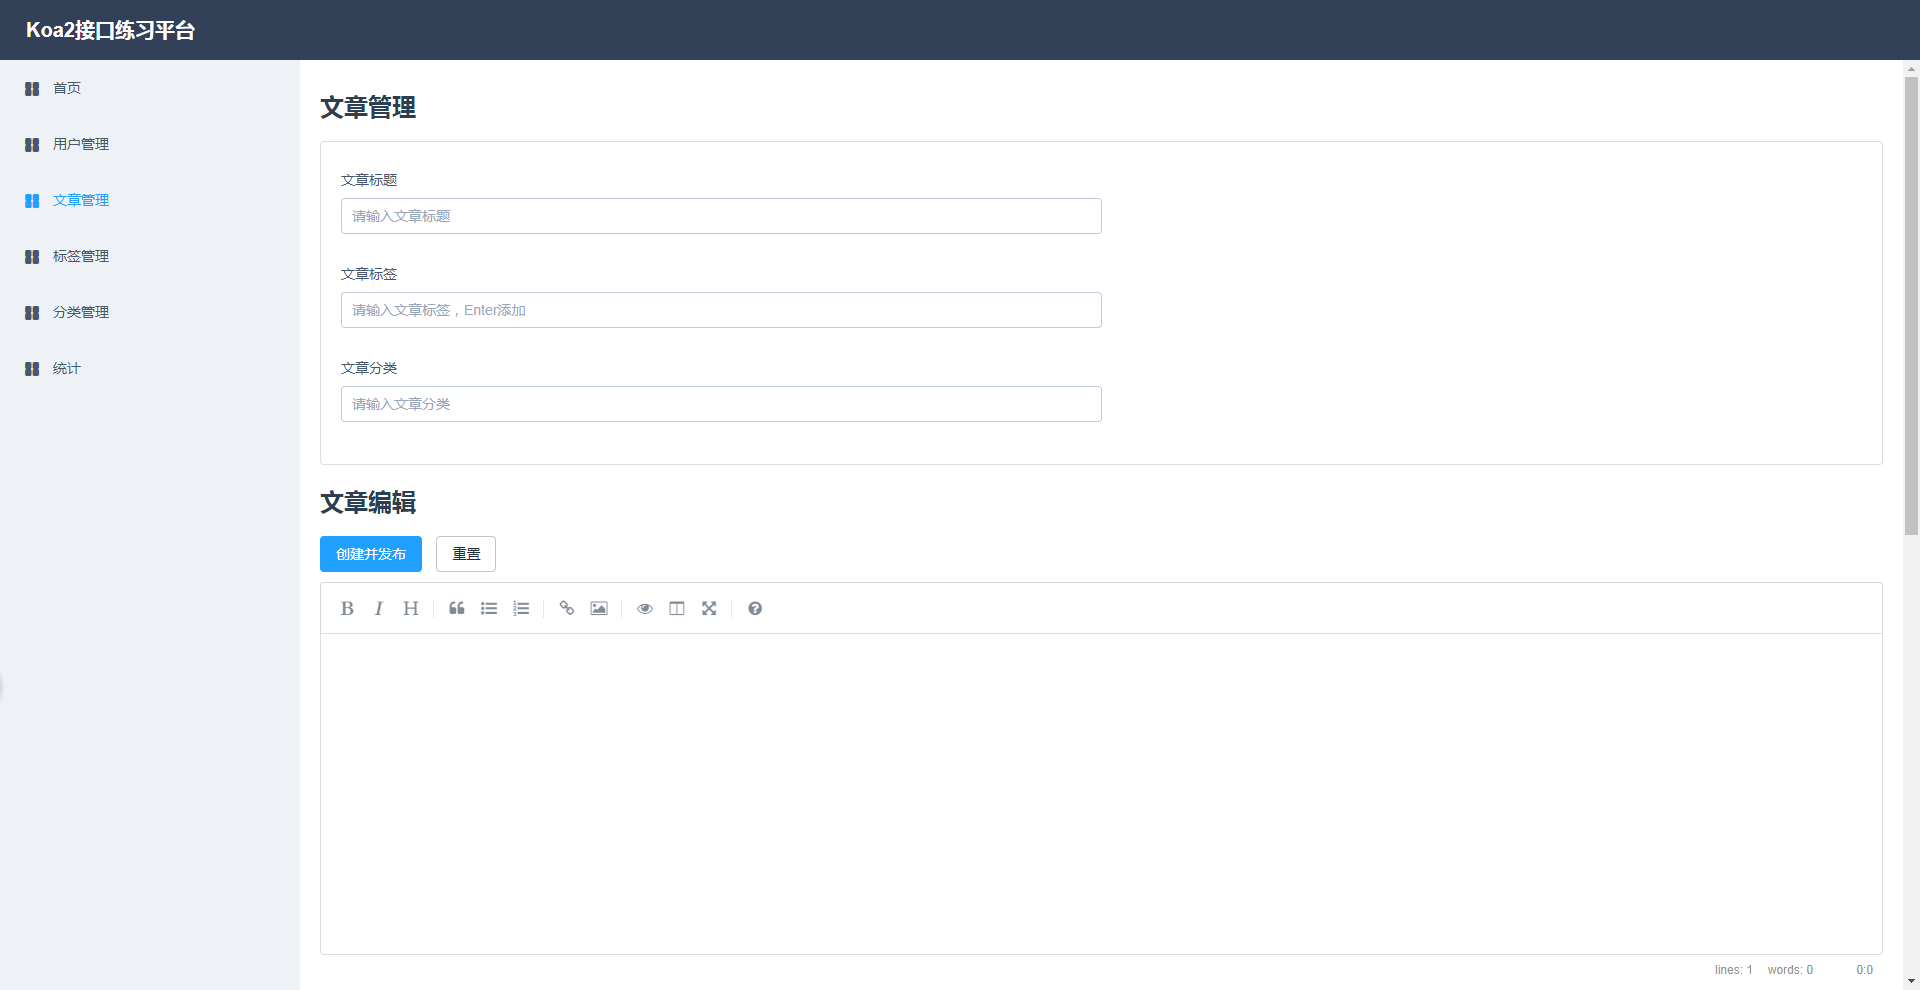 Koa2接口练习平台
首页
用户管理
文章管理
标签管理
分类管理
统计
文章管理
文章标题
请输入文章标题
文章标签
请输入文章标签，Enter添加
文章分类
请输入文章分类
文章编辑
创建并发布 重置
B I H
lines: 1 words: 0 0:0